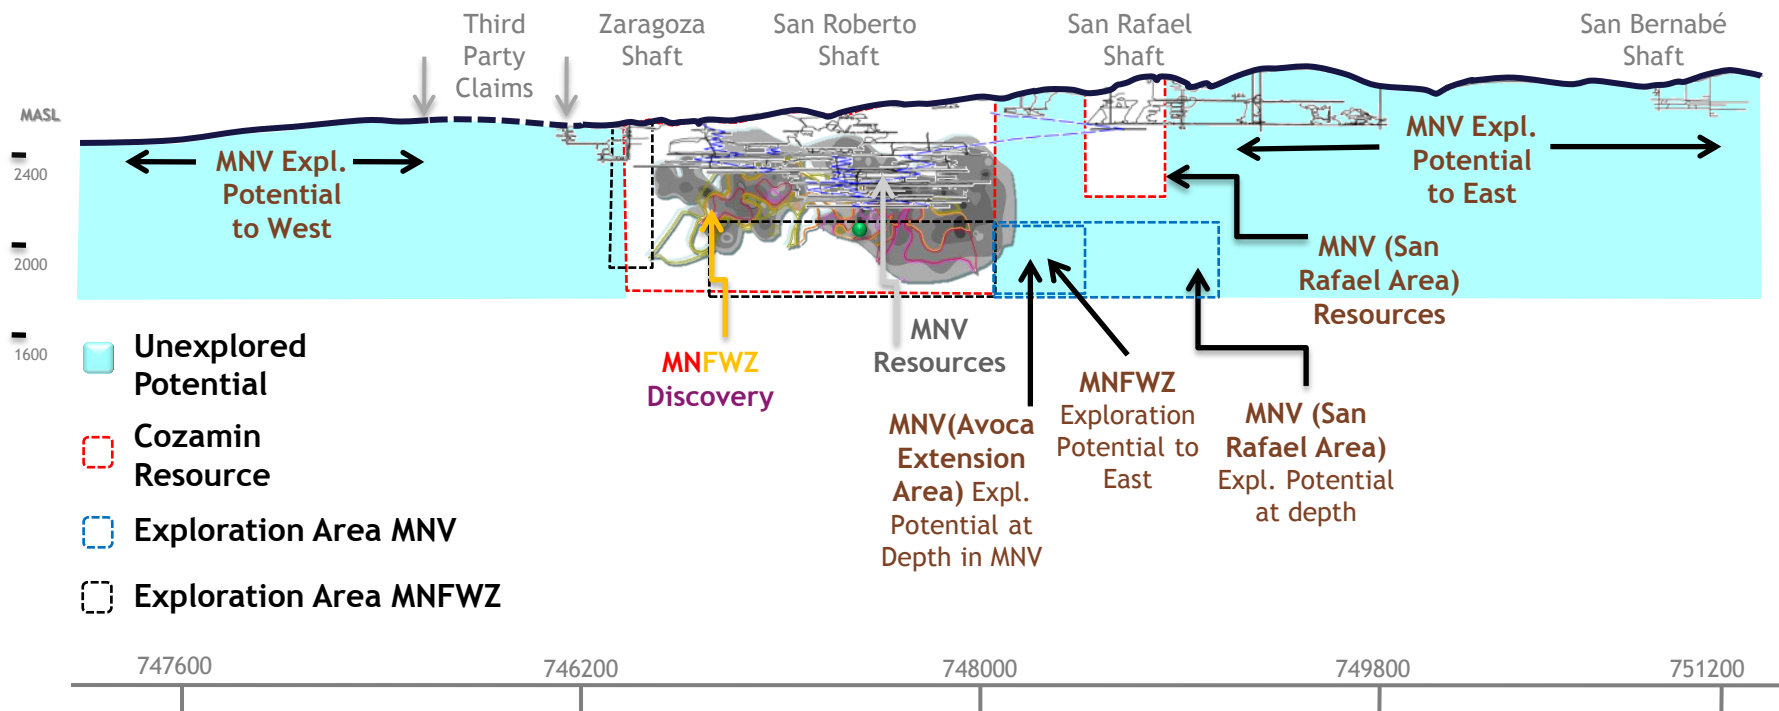 Third
Party
Claims
Zaragoza
Shaft
San Roberto
Shaft
San Rafael
Shaft
San Bernabé
Shaft
MASL
2400
2000
1600
MNV Expl.
Potential
to West
MNV Expl.
Potential
to East
MNV (San
Rafael Area)
Resources
MNFWZ
Discovery
MNV
Resources
MNV(Avoca
Extension
Area) Expl.
Potential at
Depth in MNV
MNFWZ
Exploration
Potential to
East
MNV (San
Rafael Area)
Expl. Potential
at depth
Unexplored
Potential
Cozamin
Resource
Exploration Area MNV
Exploration Area MNFWZ
747600
746200
748000
749800
751200